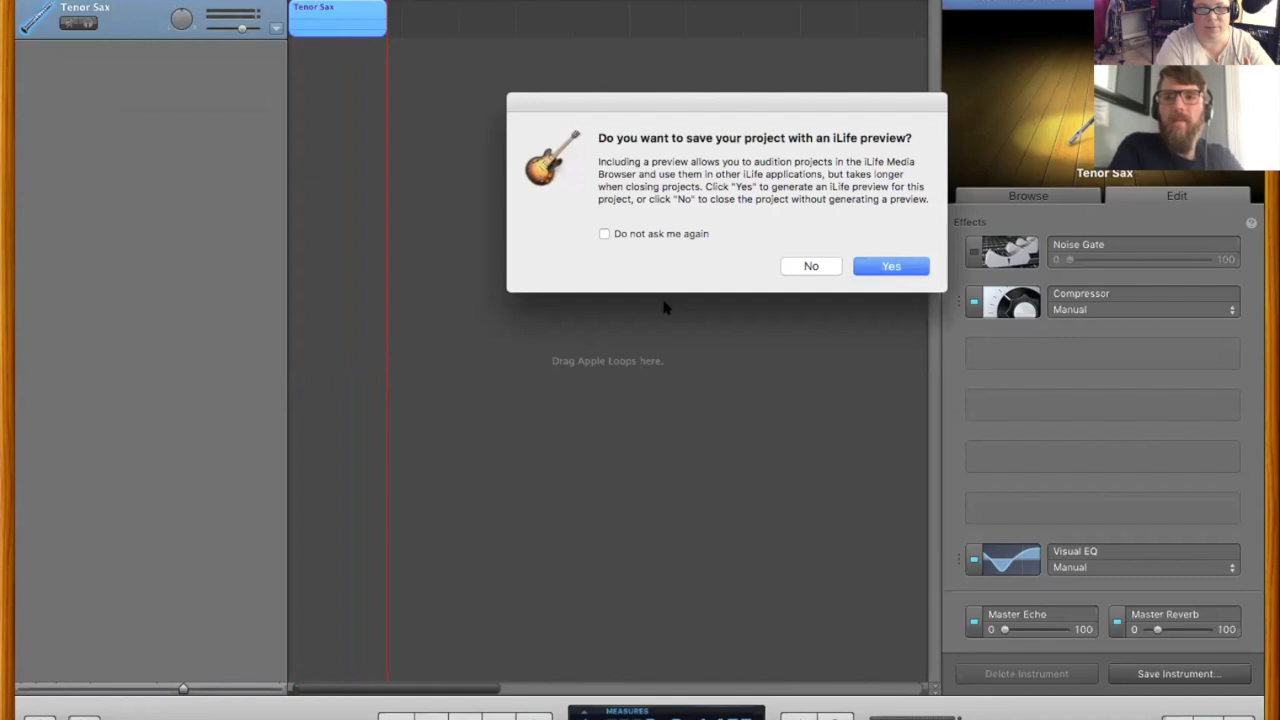 Tenor Sax
Tenor Sax
Do you want to save your project with an iLife preview?
Including a preview allows you to audition projects in the iLife Media
Browser and use them in other iLife applications, but takes longer
when closing projects. Click "Yes" to generate an iLife preview for this
project, or click "No" to close the project without generating a preview.
Do not ask me again
No Yes
Drag Apple Loops here.
Tenor Sax
Browse Edit
Effects ?
Noise Gate
0 100
Compressor
Manual
Visual EQ
Manual
Master Echo Master Reverb
0 100 0 100
Delete Instrument Save Instrument...
MEASURES